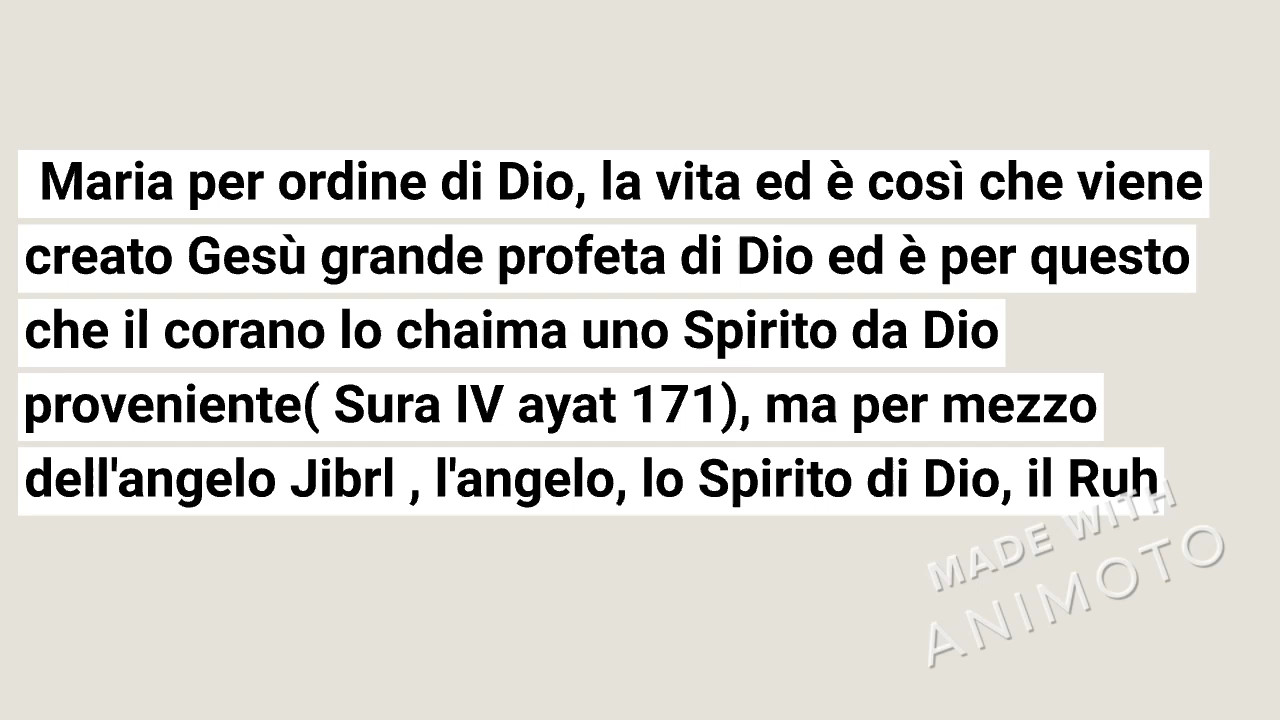 Maria per ordine di Dio, la vita ed è così che viene
creato Gesù grande profeta di Dio ed è per questo
che il corano lo chaima uno Spirito da Dio
proveniente( Sura IV ayat 171), ma per mezzo
dell'angelo Jibrl , l'angelo, lo Spirito di Dio, il Ruh
MADE WITH
ANIMOTO